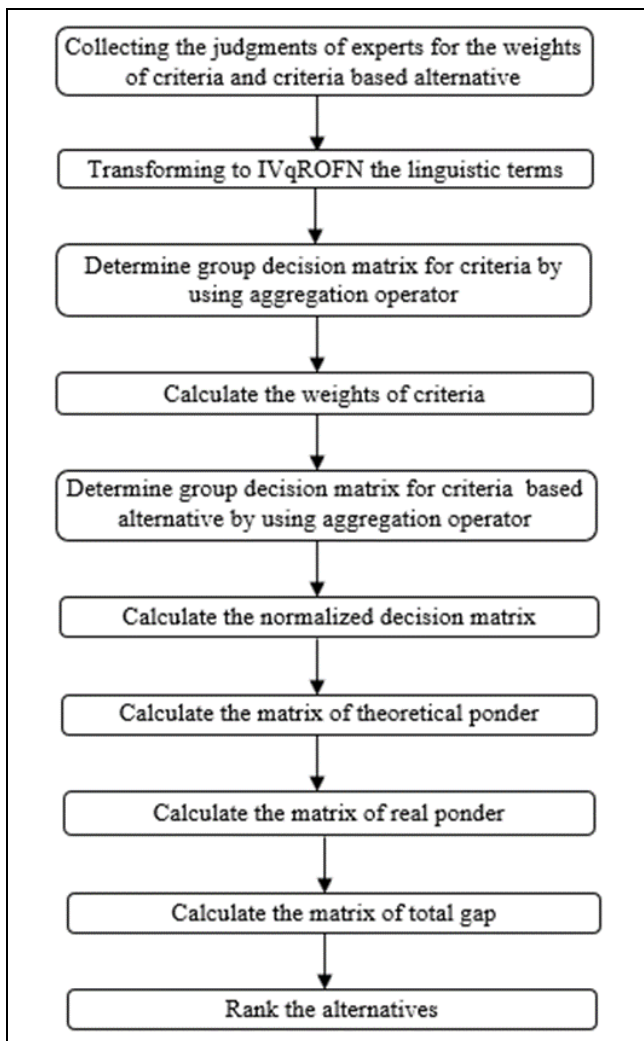 Collecting the judgments of experts for the weights
of criteria and criteria based alternative
Transforming to IVqROFN the linguistic terms
Determine group decision matrix for criteria by
using aggregation operator
Calculate the weights of criteria
Determine group decision matrix for criteria based
alternative by using aggregation operator
Calculate the normalized decision matrix
Calculate the matrix of theoretical ponder
Calculate the matrix of real ponder
Calculate the matrix of total gap
Rank the alternatives